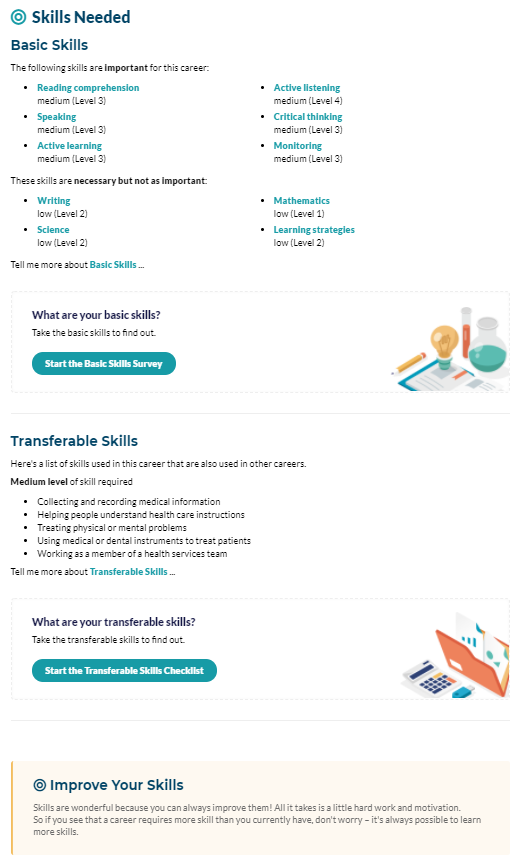 Skills Needed
Basic Skills
The following skills are important for this career:
Reading comprehension
medium (Level 3)
Active listening
medium (Level 4)
Speaking
medium (Level 3)
Critical thinking
medium (Level 3)
Active learning
medium (Level 3)
Monitoring
medium (Level 3)
These skills are necessary but not as important:
Writing
low (Level 2)
Mathematics
low (Level 1)
Science
low (Level 2)
Learning strategies
low (Level 2)
Tell me more about Basic Skills ...
What are your basic skills?
Take the basic skills to find out.
Start the Basic Skills Survey
Transferable Skills
Here's a list of skills used in this career that are also used in other careers.
Medium level of skill required
Collecting and recording medical information
Helping people understand health care instructions
Treating physical or mental problems
Using medical or dental instruments to treat patients
Working as a member of a health services team
Tell me more about Transferable Skills ...
What are your transferable skills?
Take the transferable skills to find out.
Start the Transferable Skills Checklist
Improve Your Skills
Skills are wonderful because you can always improve them! All it takes is a little hard work and motivation.
So if you see that a career requires more skill than you currently have, don't worry – it's always possible to learn
more skills.